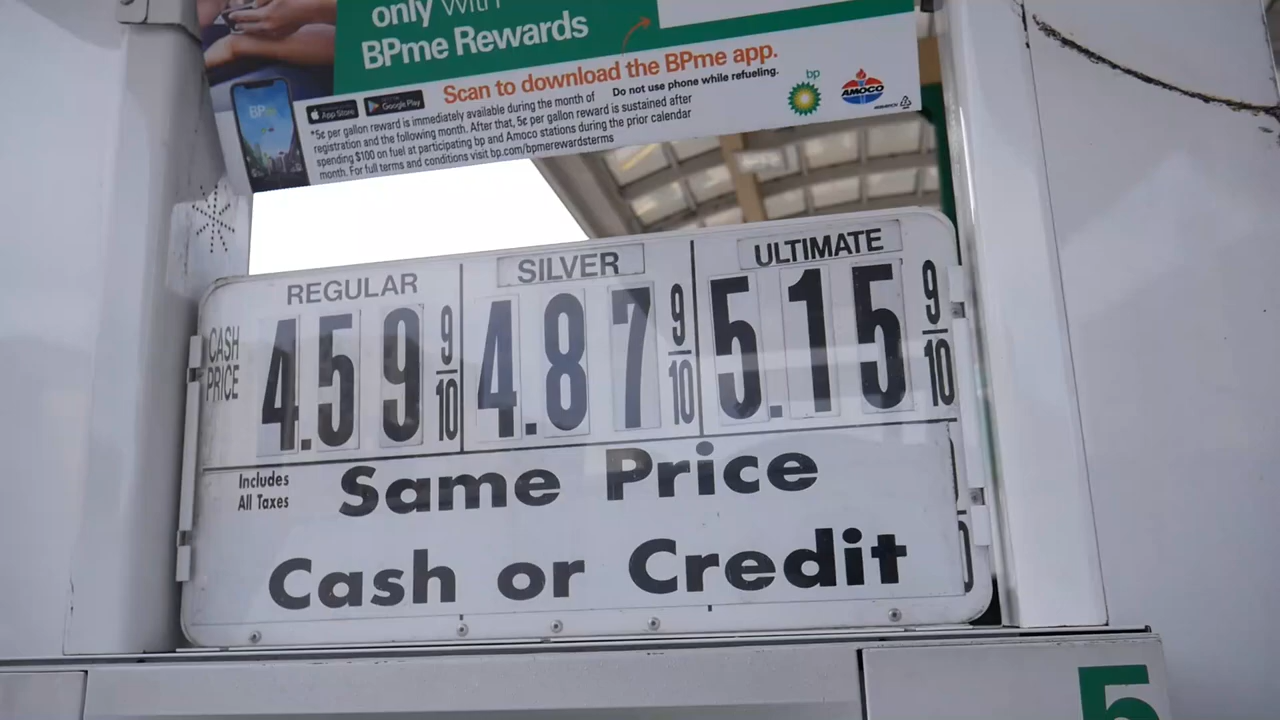 only with
BPme Rewards
Scan to download the BPme app.
App Store
Google Play
Do not use phone while refueling.
*5¢ per gallon reward is immediately available during the month of
registration and the following month. After that, 5¢ per gallon reward is sustained after
spending $100 on fuel at participating bp and Amoco stations during the prior calendar
month. For full terms and conditions visit bp.com/bpmerewardsterms
bp
AMOCO
REGULAR
SILVER
ULTIMATE
CASH
PRICE
4.59 9/10
4.87 9/10
5.15 9/10
Includes
All Taxes
Same Price
Cash or Credit
5